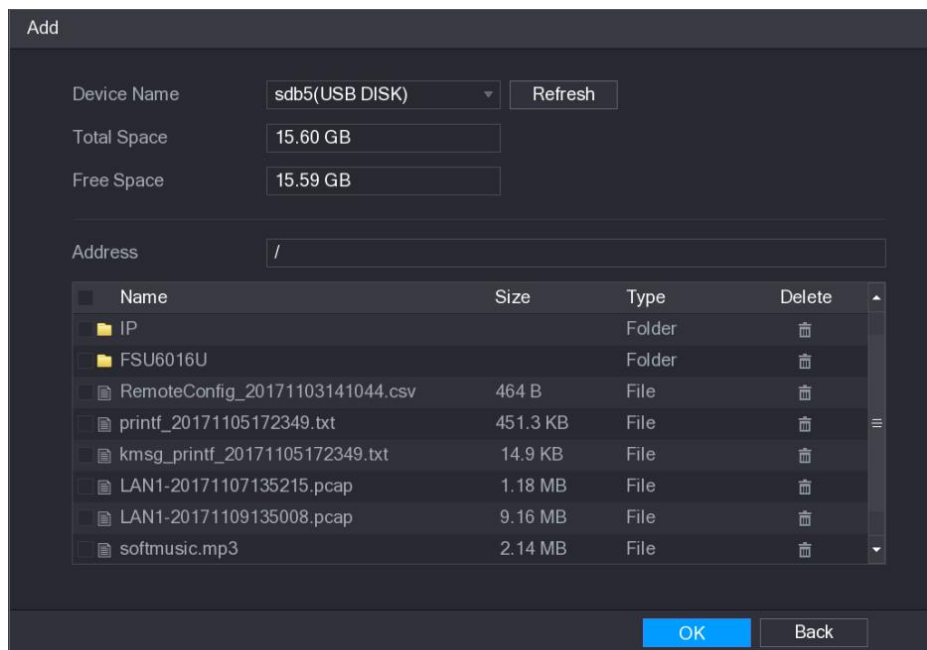 Add
Device Name sdb5(USB DISK) Refresh
Total Space 15.60 GB
Free Space 15.59 GB
Address /
Name Size Type Delete
IP Folder
FSU6016U Folder
RemoteConfig_20171103141044.csv 464 B File
printf_20171105172349.txt 451.3 KB File
kmsg_printf_20171105172349.txt 14.9 KB File
LAN1-20171107135215.pcap 1.18 MB File
LAN1-20171109135008.pcap 9.16 MB File
softmusic.mp3 2.14 MB File
OK Back